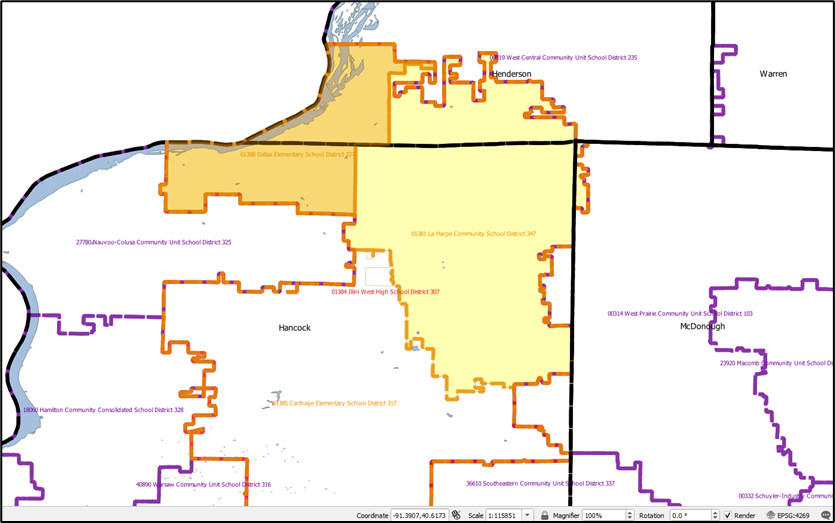 00319 West Central Community Unit School District 235
Henderson
Warren
01388 Dallas Elementary School District 327
01381 La Harpe Community School District 347
27780 Nauvoo-Colusa Community Unit School District 325
01384 Illini West High School District 307
00314 West Prairie Community Unit School District 103
Hancock
McDonough
23920 Macomb Community Unit School Di
01385 Carthage Elementary School District 317
18060 Hamilton Community Consolidated School District 328
40890 Warsaw Community Unit School District 316
36610 Southeastern Community Unit School District 337
00332 Schuyler-Industry Communit
Coordinate -91.3907,40.6173 Scale 1:115851 Magnifier 100% Rotation 0.0 ° Render EPSG:4269